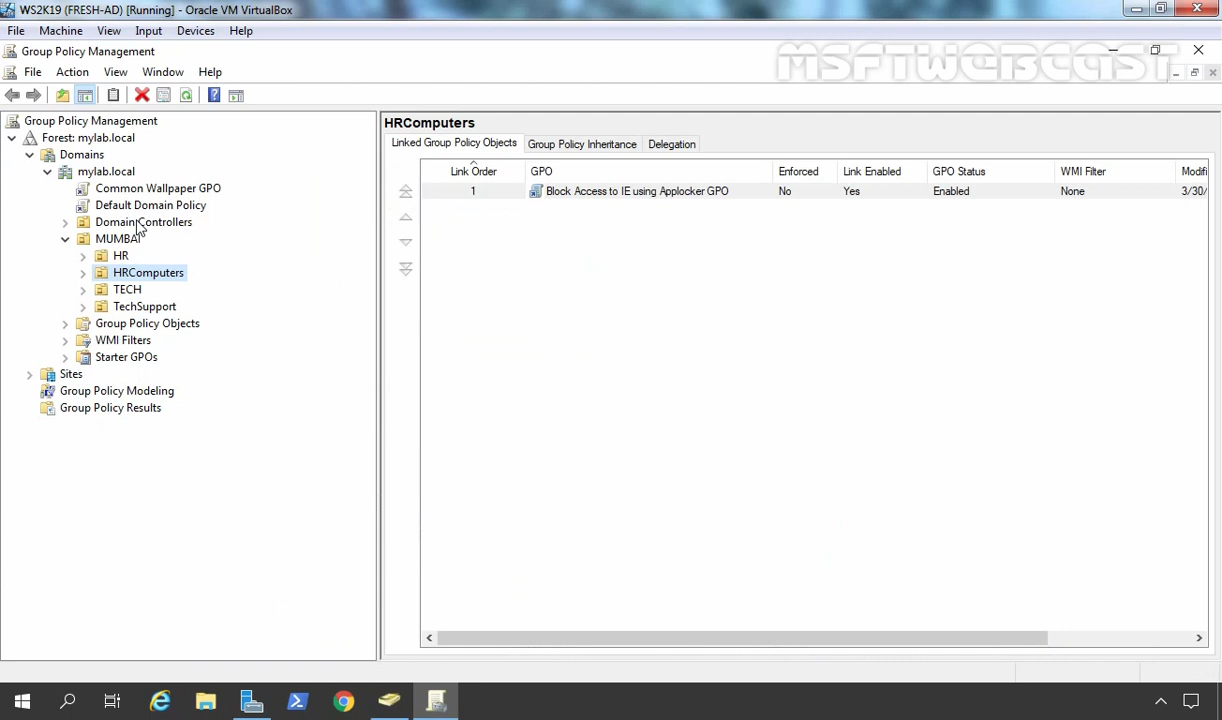 WS2K19 (FRESH-AD) [Running] - Oracle VM VirtualBox
File Machine View Input Devices Help
Group Policy Management
MSFTWEBCAST
File Action View Window Help
Group Policy Management
Forest: mylab.local
Domains
mylab.local
Common Wallpaper GPO
Default Domain Policy
Domain Controllers
MUMBAI
HR
HRComputers
TECH
TechSupport
Group Policy Objects
WMI Filters
Starter GPOs
Sites
Group Policy Modeling
Group Policy Results
HRComputers
Linked Group Policy Objects Group Policy Inheritance Delegation
Link Order GPO Enforced Link Enabled GPO Status WMI Filter Modifi
1 Block Access to IE using Applocker GPO No Yes Enabled None 3/30/